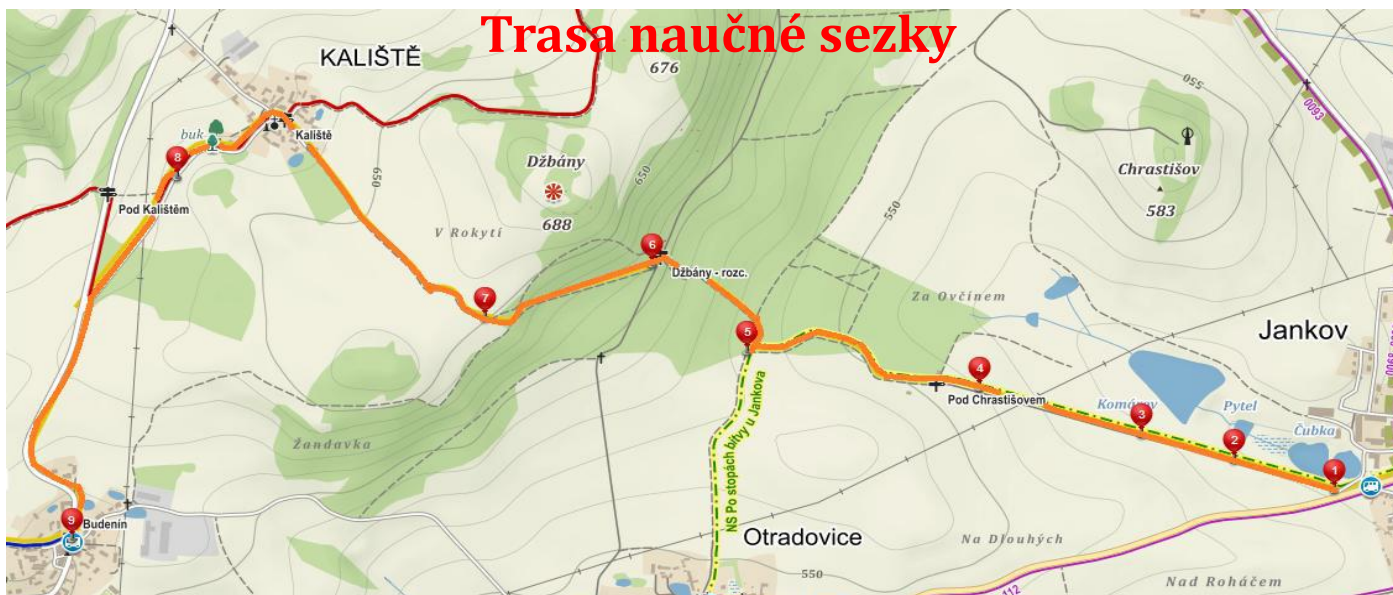 Trasa naučné sezky
KALIŠTĚ
676
550
0093
buk
Kaliště
8
650
Džbány
650
Chrastišov
Pod Kalištěm
688
583
V Rokytí
550
6
Džbány - rozc.
7
Za Ovčínem
5
Jankov
4
Pod Chrastišovem
NS Po stopách bitvy u Jankova
Komárov
Pytel
3
Čubka
2
Žandavka
1
9
Budenín
Otradovice
Na Dlouhých
550
Nad Roháčem
112